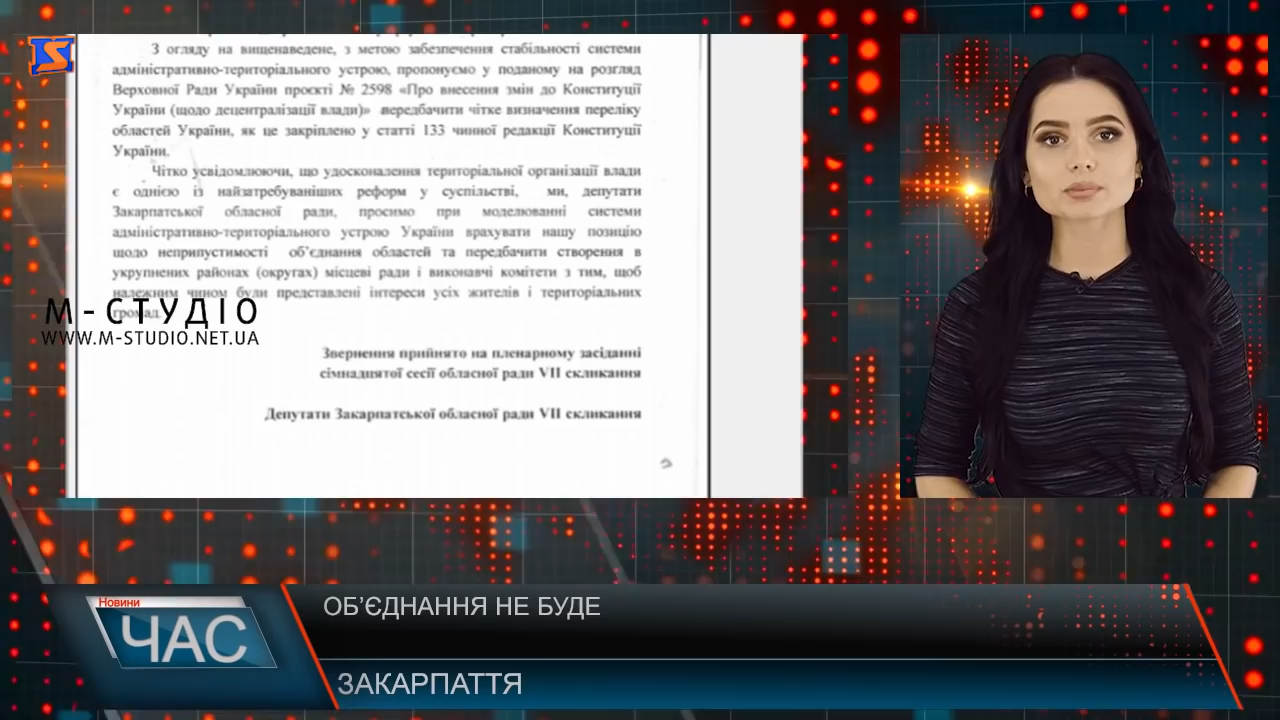 З огляду на вищенаведене, з метою забезпечення стабільності системи
адміністративно-територіального устрою, пропонуємо у поданому на розгляд
Верховної Ради України проєкті № 2598 «Про внесення змін до Конституції
України (щодо децентралізації влади)» передбачити чітке визначення переліку
областей України, як це закріплено у статті 133 чинної редакції Конституції
України.
Чітко усвідомлюючи, що удосконалення територіальної організації влади
є однією із найзатребуваніших реформ у суспільстві, ми, депутати
Закарпатської обласної ради, просимо при моделюванні системи
адміністративно-територіального устрою України врахувати нашу позицію
щодо неприпустимості об’єднання областей та передбачити створення в
укрупнених районах (округах) місцеві ради і виконавчі комітети з тим, щоб
належним чином були представлені інтереси усіх жителів і територіальних
громад.
М-СТУДІО
WWW.M-STUDIO.NET.UA
Звернення прийнято на пленарному засіданні
сімнадцятої сесії обласної ради VII скликання
Депутати Закарпатської обласної ради VII скликання
Новини
ЧАС
ОБ’ЄДНАННЯ НЕ БУДЕ
ЗАКАРПАТТЯ